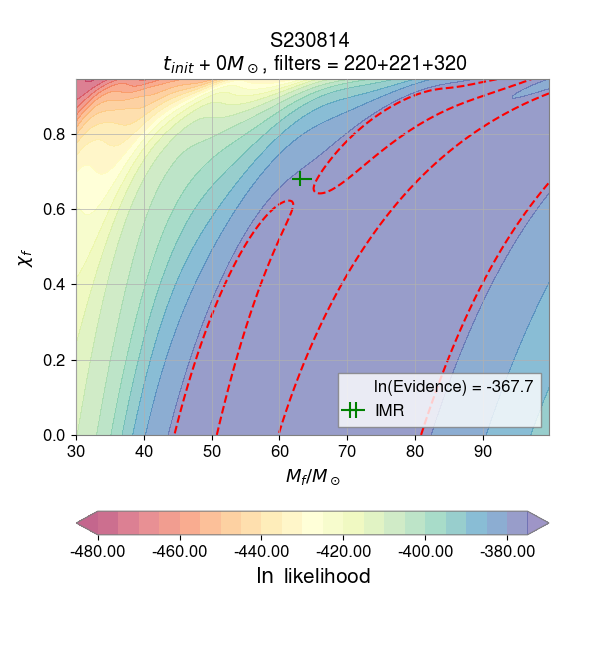 S230814
t_init + 0M_⊙, filters = 220+221+320
0.8
0.6
0.4
0.2
0.0
χ_f
30 40 50 60 70 80 90
M_f/M_⊙
ln(Evidence) = -367.7
IMR
-480.00 -460.00 -440.00 -420.00 -400.00 -380.00
ln likelihood